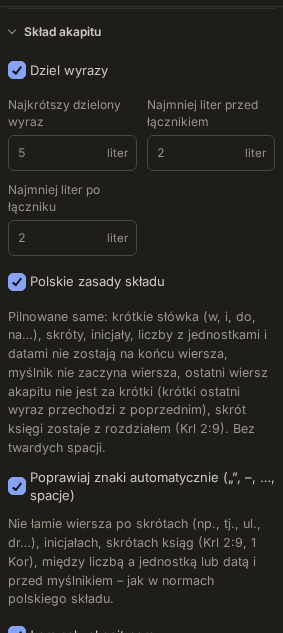 Skład akapitu
Dziel wyrazy
Najkrótszy dzielony
wyraz
Najmniej liter przed
łącznikiem
5 liter
2 liter
Najmniej liter po
łączniku
2 liter
Polskie zasady składu
Pilnowane same: krótkie słówka (w, i, do,
na...), skróty, inicjały, liczby z jednostkami i
datami nie zostają na końcu wiersza,
myślnik nie zaczyna wiersza, ostatni wiersz
akapitu nie jest za krótki (krótki ostatni
wyraz przechodzi z poprzednim), skrót
księgi zostaje z rozdziałem (Krl 2:9). Bez
twardych spacji.
Poprawiaj znaki automatycznie („”, –, …,
spacje)
Nie łamie wiersza po skrótach (np., tj., ul.,
dr...), inicjałach, skrótach ksiąg (Krl 2:9, 1
Kor), między liczbą a jednostką lub datą i
przed myślnikiem – jak w normach
polskiego składu.